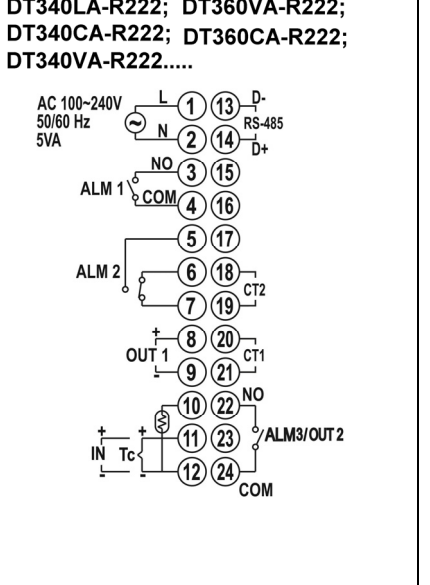 DT340LA-R222; DT360VA-R222;
DT340CA-R222; DT360CA-R222;
DT340VA-R222.....
AC 100~240V
50/60 Hz
5VA
L
N
1 13 D-
RS-485
2 14 D+
NO 3 15
ALM 1
COM 4 16
5 17
ALM 2
6 18
CT2
7 19
+ 8 20
OUT 1 CT1
- 9 21
10 22 NO
+ + 11 23 ALM3/OUT 2
IN Tc
- - 12 24
COM